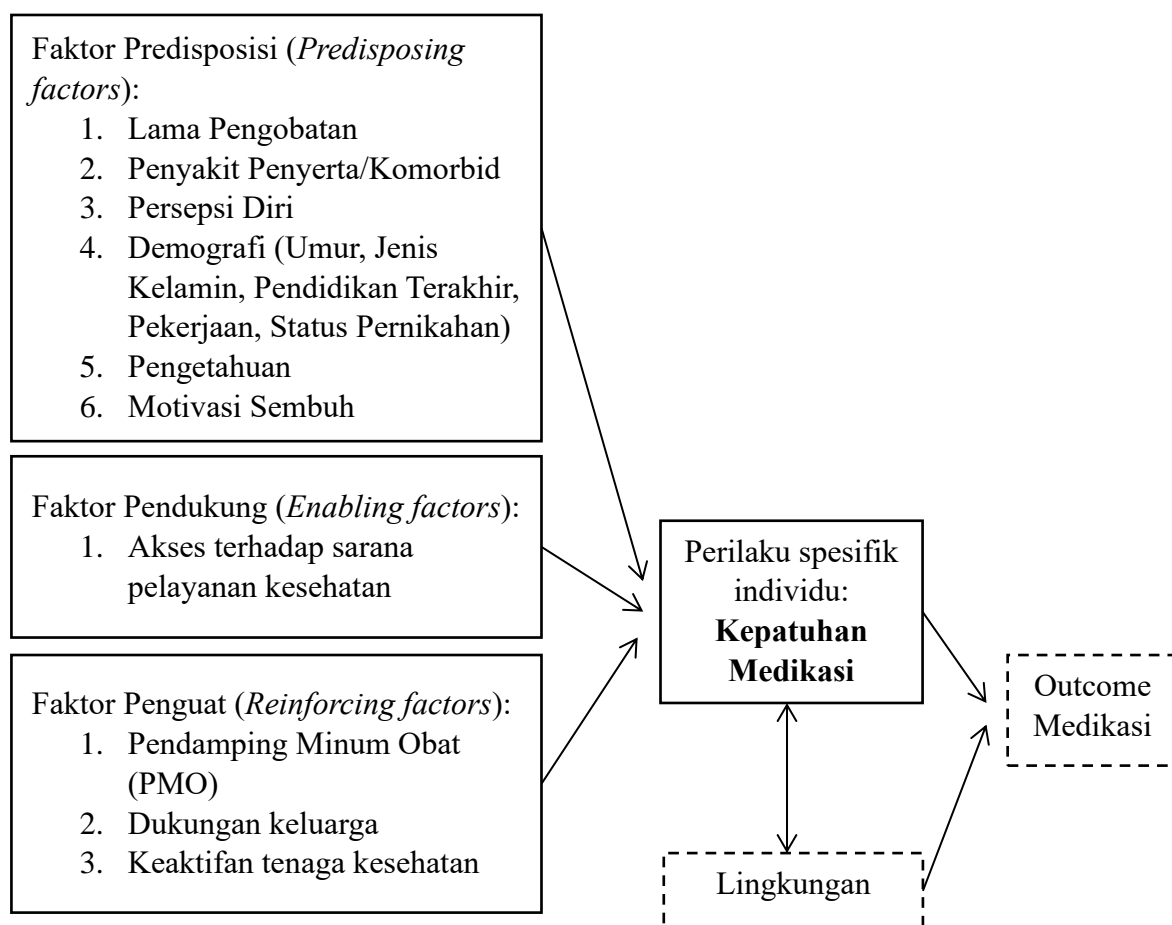 Faktor Predisposisi (Predisposing
factors):
1. Lama Pengobatan
2. Penyakit Penyerta/Komorbid
3. Persepsi Diri
4. Demografi (Umur, Jenis
Kelamin, Pendidikan Terakhir,
Pekerjaan, Status Pernikahan)
5. Pengetahuan
6. Motivasi Sembuh
Faktor Pendukung (Enabling factors):
1. Akses terhadap sarana
pelayanan kesehatan
Faktor Penguat (Reinforcing factors):
1. Pendamping Minum Obat
(PMO)
2. Dukungan keluarga
3. Keaktifan tenaga kesehatan
Perilaku spesifik
individu:
Kepatuhan
Medikasi
Lingkungan
Outcome
Medikasi